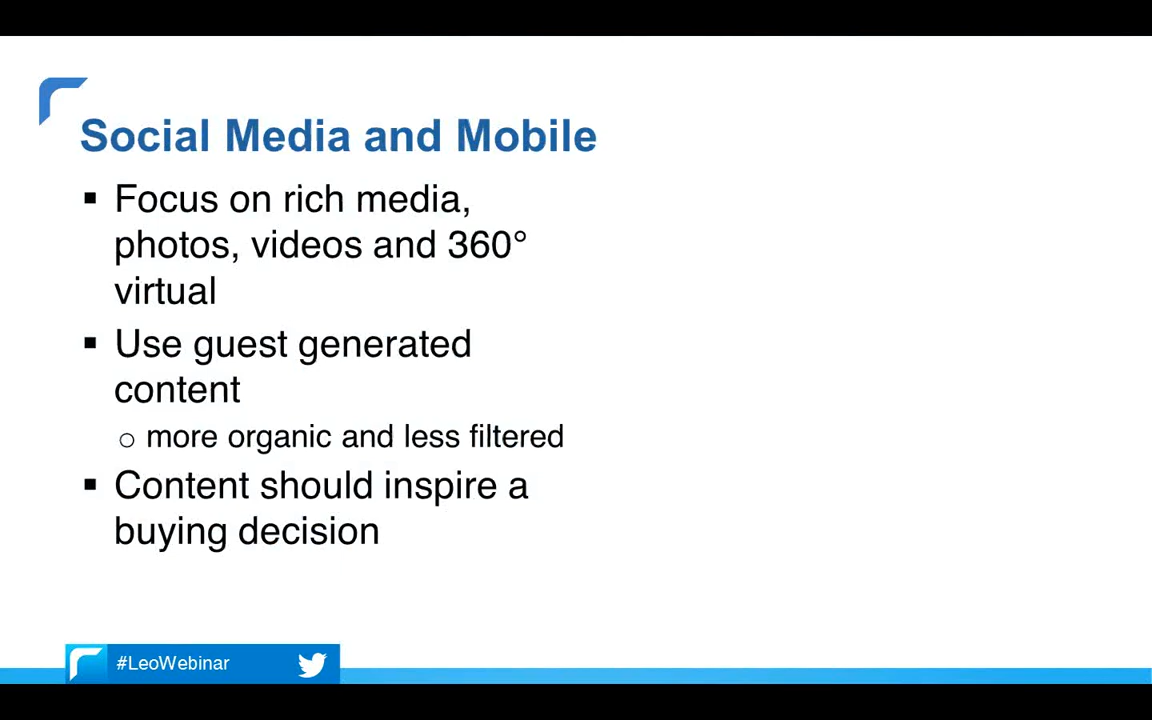 Social Media and Mobile
▪ Focus on rich media,
photos, videos and 360°
virtual
▪ Use guest generated
content
o more organic and less filtered
▪ Content should inspire a
buying decision
#LeoWebinar